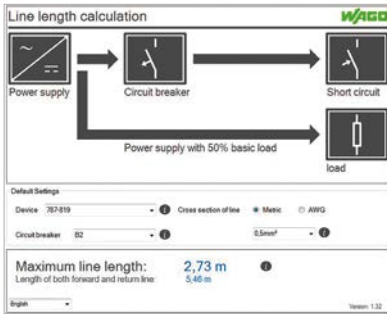 Line length calculation
WAGO
Power supply
Circuit breaker
Short circuit
Power supply with 50% basic load
load
Default Settings
Device 787-819 Cross section of line Metric AWG
Circuit breaker B2 0,5mm²
Maximum line length: 2,73 m
Length of both forward and return line: 5,46 m
English
Version: 1.32